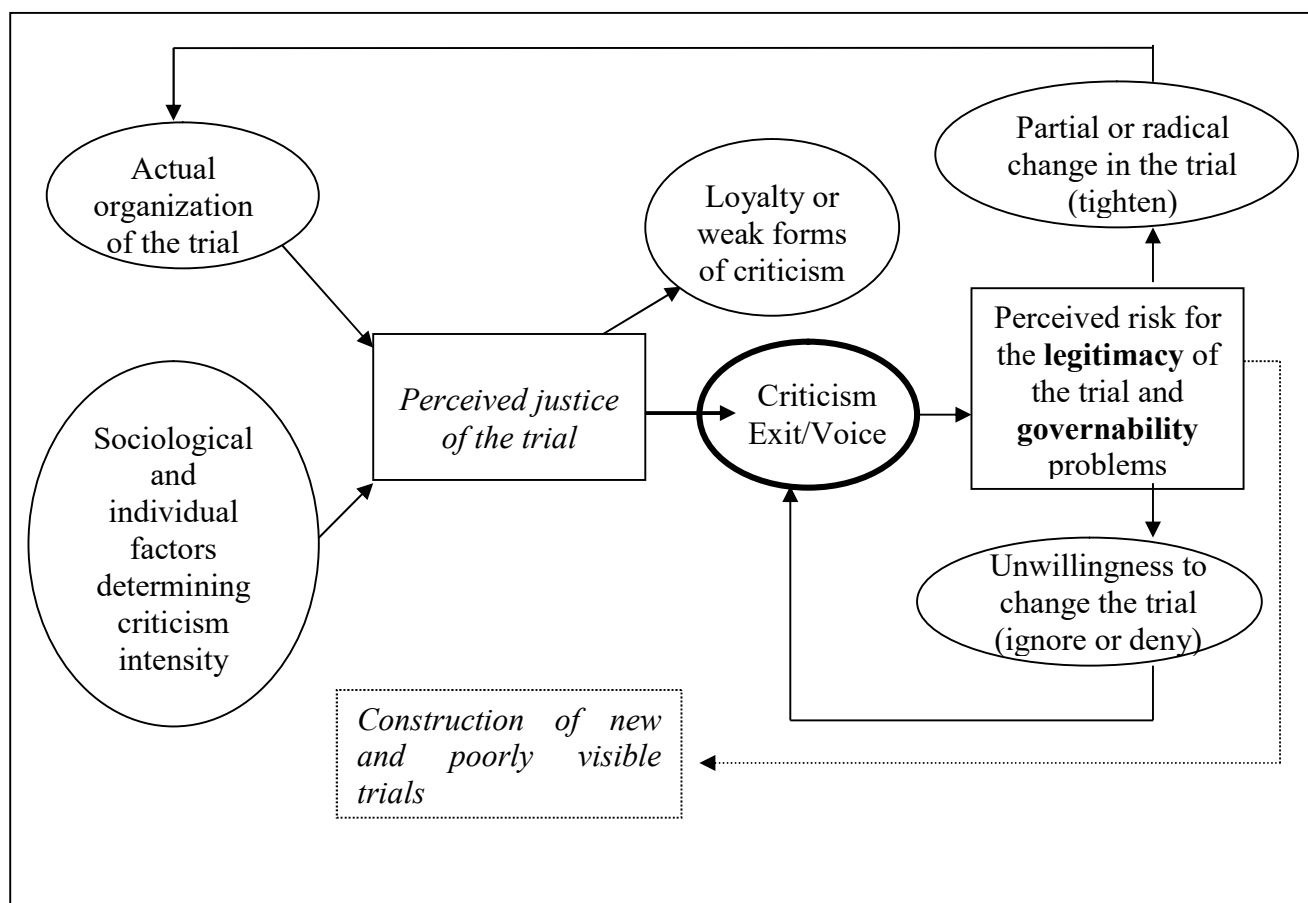 Actual
organization
of the trial
Sociological
and
individual
factors
determining
criticism
intensity
Perceived justice
of the trial
Loyalty or
weak forms
of criticism
Criticism
Exit/Voice
Partial or radical
change in the trial
(tighten)
Perceived risk for
the legitimacy of
the trial and
governability
problems
Unwillingness to
change the trial
(ignore or deny)
Construction of new
and poorly visible
trials